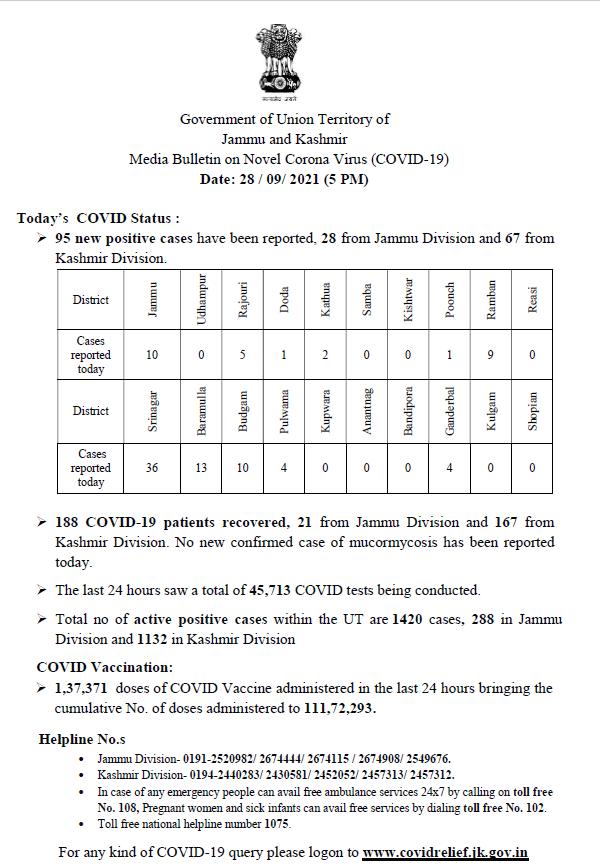 सत्यमेव जयते
Government of Union Territory of
Jammu and Kashmir
Media Bulletin on Novel Corona Virus (COVID-19)
Date: 28 / 09/ 2021 (5 PM)
Today’s COVID Status :
➢ 95 new positive cases have been reported, 28 from Jammu Division and 67 from
Kashmir Division.
District Jammu Udhampur Rajouri Doda Kathua Samba Kishtwar Poonch Ramban Reasi
Cases
reported
today 10 0 5 1 2 0 0 1 9 0
District Srinagar Baramulla Budgam Pulwama Kupwara Anantnag Bandipora Ganderbal Kulgam Shopian
Cases
reported
today 36 13 10 4 0 0 0 4 0 0
➢ 188 COVID-19 patients recovered, 21 from Jammu Division and 167 from
Kashmir Division. No new confirmed case of mucormycosis has been reported
today.
➢ The last 24 hours saw a total of 45,713 COVID tests being conducted.
➢ Total no of active positive cases within the UT are 1420 cases, 288 in Jammu
Division and 1132 in Kashmir Division
COVID Vaccination:
➢ 1,37,371 doses of COVID Vaccine administered in the last 24 hours bringing the
cumulative No. of doses administered to 111,72,293.
Helpline No.s
• Jammu Division- 0191-2520982/ 2674444/ 2674115 / 2674908/ 2549676.
• Kashmir Division- 0194-2440283/ 2430581/ 2452052/ 2457313/ 2457312.
• In case of any emergency people can avail free ambulance services 24x7 by calling on toll free
No. 108, Pregnant women and sick infants can avail free services by dialing toll free No. 102.
• Toll free national helpline number 1075.
For any kind of COVID-19 query please logon to www.covidrelief.jk.gov.in